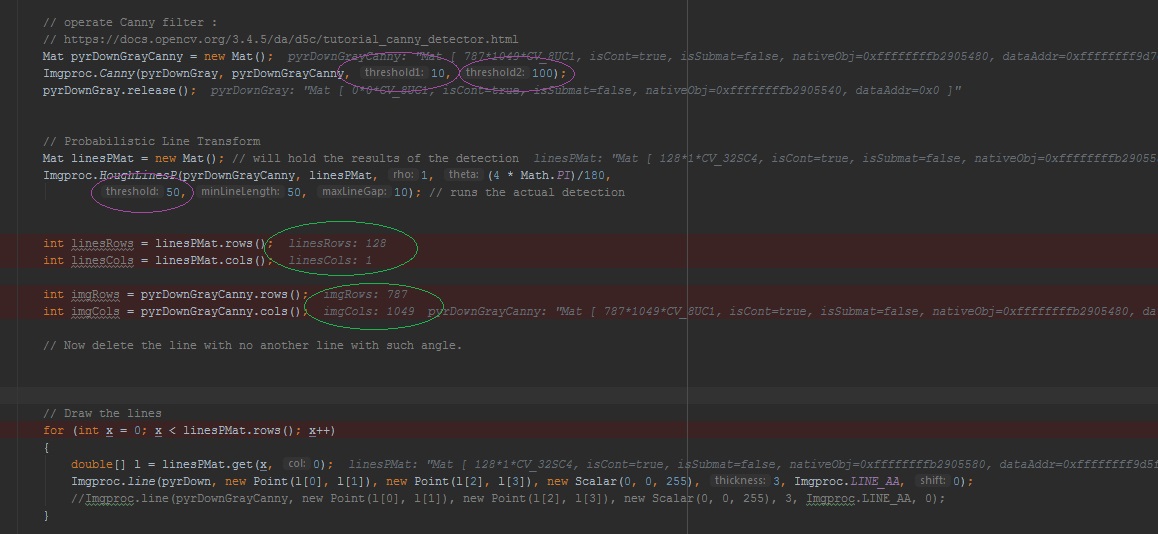 // operate Canny filter :
// https://docs.opencv.org/3.4.5/da/d5c/tutorial_canny_detector.html
Mat pyrDownGrayCanny = new Mat(); pyrDownGrayCanny: "Mat [ 787*1049*CV_8UC1, isCont=true, isSubmat=false, nativeObj=0xffffffffb2905480, dataAddr=0xffffffff9d7
Imgproc.Canny(pyrDownGray, pyrDownGrayCanny, threshold1: 10, threshold2: 100);
pyrDownGray.release(); pyrDownGray: "Mat [ 0*0*CV_8UC1, isCont=true, isSubmat=false, nativeObj=0xffffffffb2905540, dataAddr=0x0 ]"
// Probabilistic Line Transform
Mat linesPMat = new Mat(); // will hold the results of the detection linesPMat: "Mat [ 128*1*CV_32SC4, isCont=true, isSubmat=false, nativeObj=0xffffffffb29055
Imgproc.HoughLinesP(pyrDownGrayCanny, linesPMat, rho: 1, theta: (4 * Math.PI)/180,
threshold: 50, minLineLength: 50, maxLineGap: 10); // runs the actual detection
int linesRows = linesPMat.rows(); linesRows: 128
int linesCols = linesPMat.cols(); linesCols: 1
int imgRows = pyrDownGrayCanny.rows(); imgRows: 787
int imgCols = pyrDownGrayCanny.cols(); imgCols: 1049 pyrDownGrayCanny: "Mat [ 787*1049*CV_8UC1, isCont=true, isSubmat=false, nativeObj=0xffffffffb2905480, da
// Now delete the line with no another line with such angle.
// Draw the lines
for (int x = 0; x < linesPMat.rows(); x++)
{
double[] l = linesPMat.get(x, col: 0); linesPMat: "Mat [ 128*1*CV_32SC4, isCont=true, isSubmat=false, nativeObj=0xffffffffb2905580, dataAddr=0xffffffff9d5f
Imgproc.line(pyrDown, new Point(l[0], l[1]), new Point(l[2], l[3]), new Scalar(0, 0, 255), thickness: 3, Imgproc.LINE_AA, shift: 0);
//Imgproc.line(pyrDownGrayCanny, new Point(l[0], l[1]), new Point(l[2], l[3]), new Scalar(0, 0, 255), 3, Imgproc.LINE_AA, 0);
}